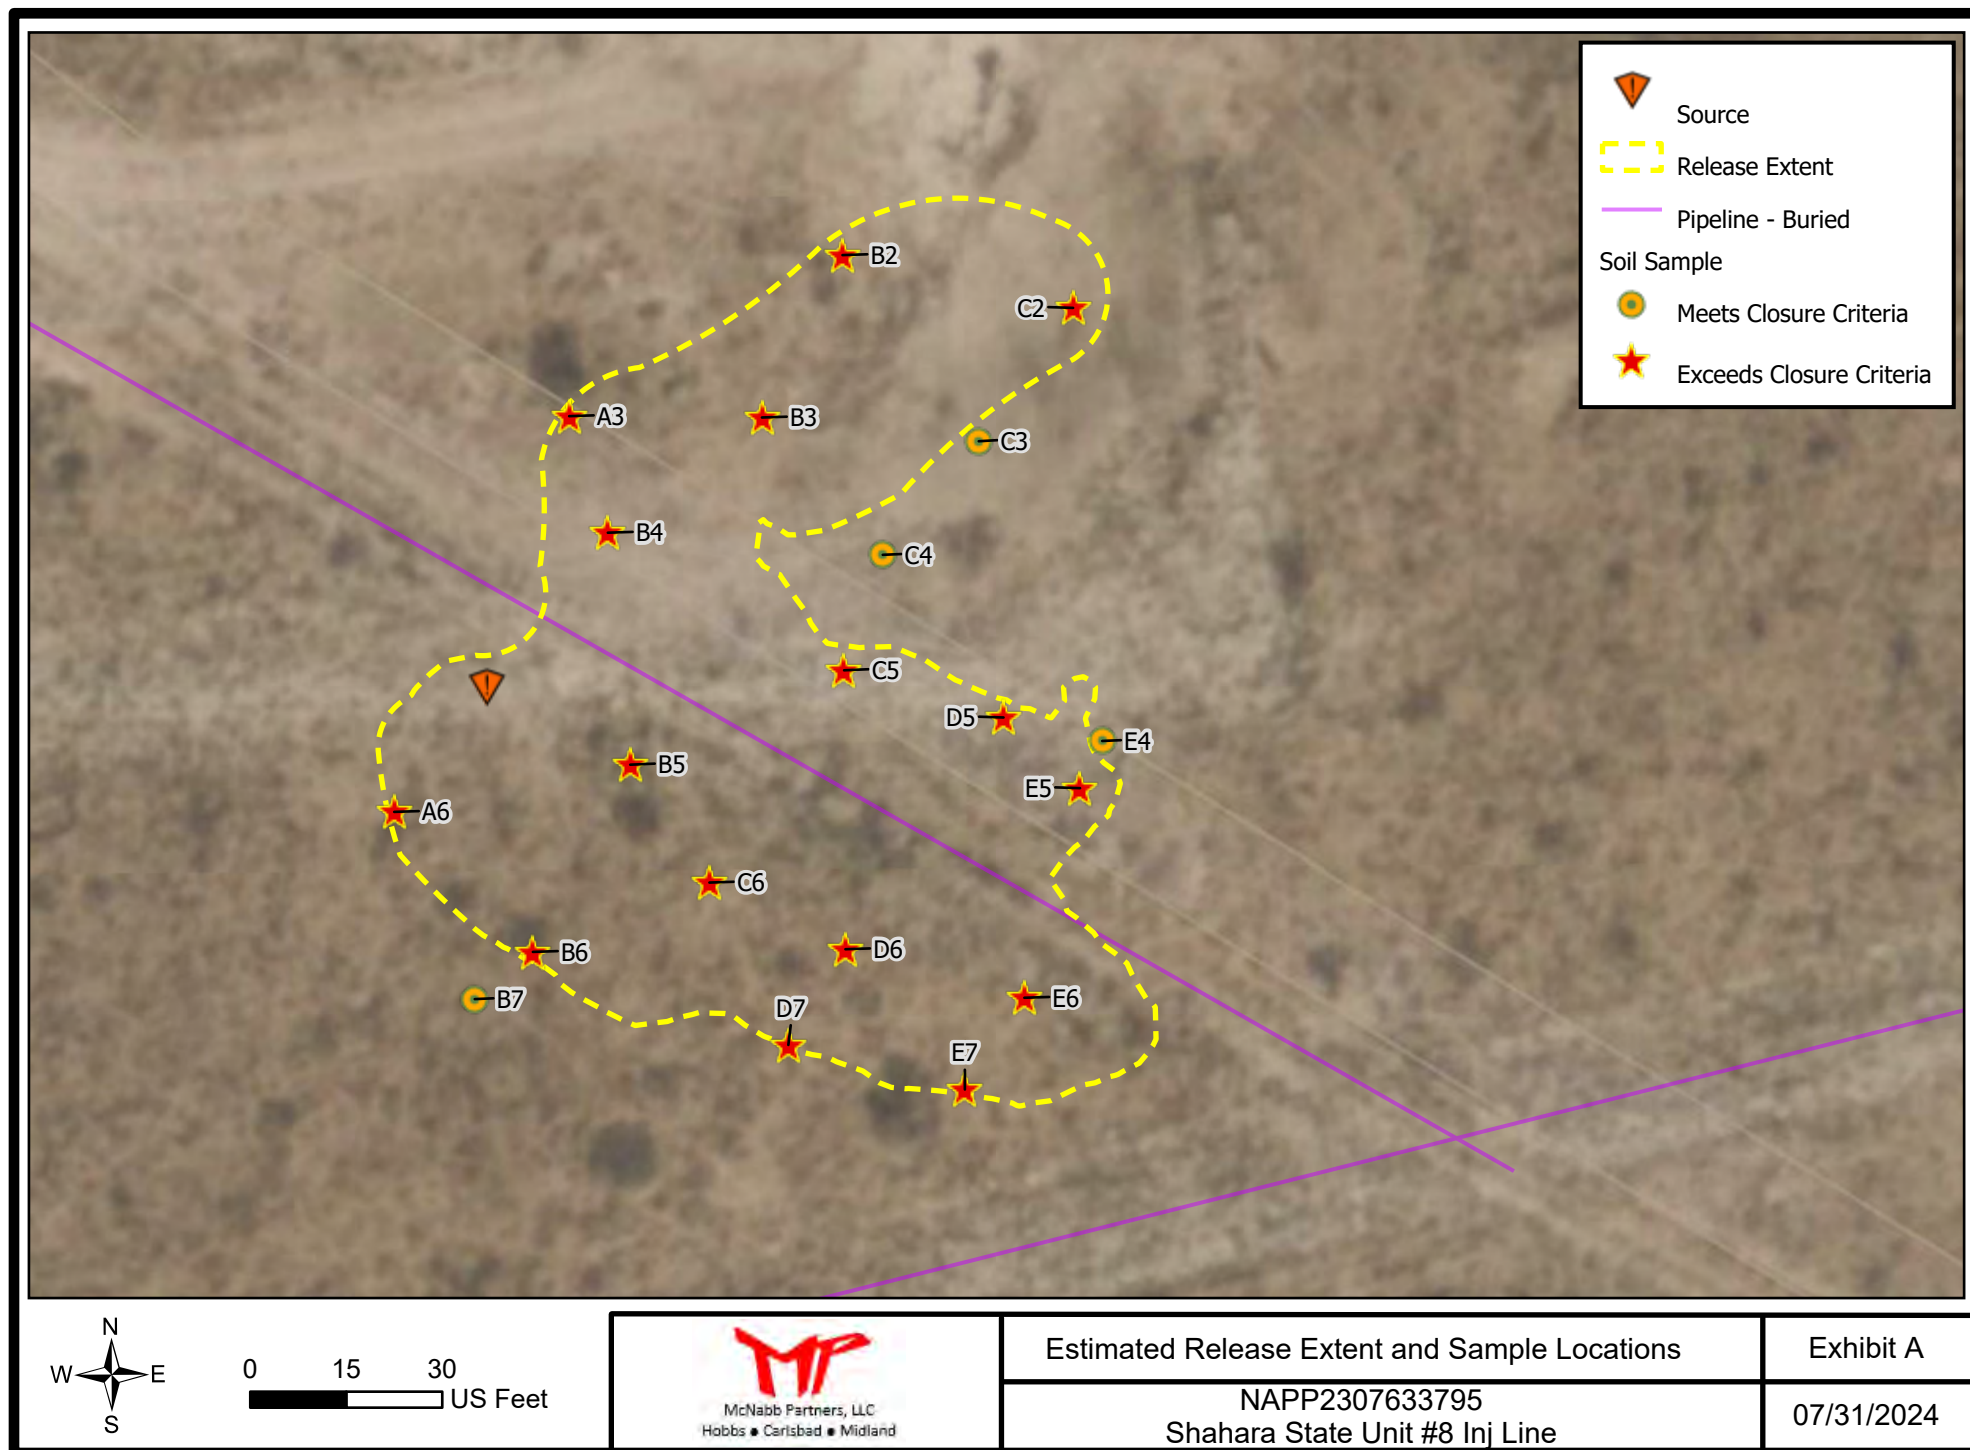 Source
Release Extent
Pipeline - Buried
Soil Sample
Meets Closure Criteria
Exceeds Closure Criteria
B2
C2
A3
B3
C3
B4
C4
C5
D5
E4
B5
E5
A6
C6
B6
D6
B7
E6
D7
E7
N
W E
S
0 15 30
US Feet
McNabb Partners, LLC
Hobbs • Carlsbad • Midland
Estimated Release Extent and Sample Locations
NAPP2307633795
Shahara State Unit #8 Inj Line
Exhibit A
07/31/2024